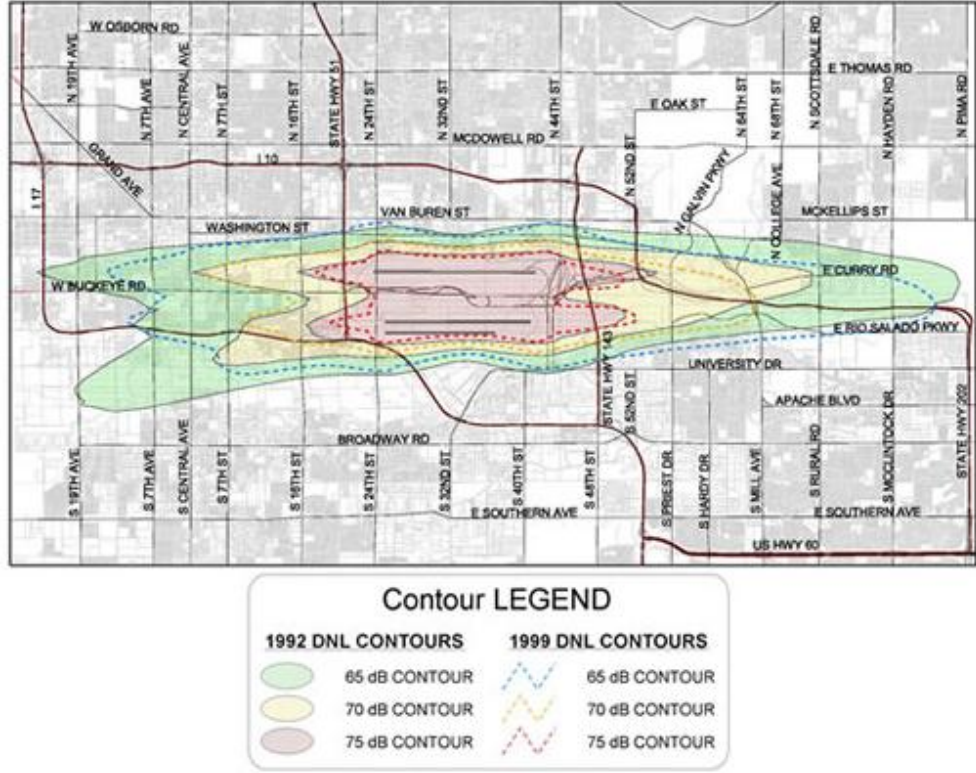 W OSBORN RD
N 19TH AVE
N 7TH AVE
N CENTRAL AVE
N 7TH ST
N 16TH ST
STATE HWY 51
N 24TH ST
N 32ND ST
N 44TH ST
N 52ND ST
N 64TH ST
N 68TH ST
N SCOTTSDALE RD
N HAYDEN RD
N PIMA RD
E THOMAS RD
E OAK ST
MCDOWELL RD
GRAND AVE
I 10
I 17
N GALVIN PKWY
N COLLEGE AVE
VAN BUREN ST
MCKELLIPS ST
WASHINGTON ST
E CURRY RD
W BUCKEYE RD
E RIO SALADO PKWY
STATE HWY 143
UNIVERSITY DR
APACHE BLVD
BROADWAY RD
S 19TH AVE
S 7TH AVE
S CENTRAL AVE
S 7TH ST
S 16TH ST
S 24TH ST
S 32ND ST
S 40TH ST
S 48TH ST
S 52ND ST
S PRIEST DR
S HARDY DR
S MILL AVE
S RURAL RD
S MCCLINTOCK DR
STATE HWY 202
E SOUTHERN AVE
E SOUTHERN AVE
US HWY 60
Contour LEGEND
1992 DNL CONTOURS
65 dB CONTOUR
70 dB CONTOUR
75 dB CONTOUR
1999 DNL CONTOURS
65 dB CONTOUR
70 dB CONTOUR
75 dB CONTOUR